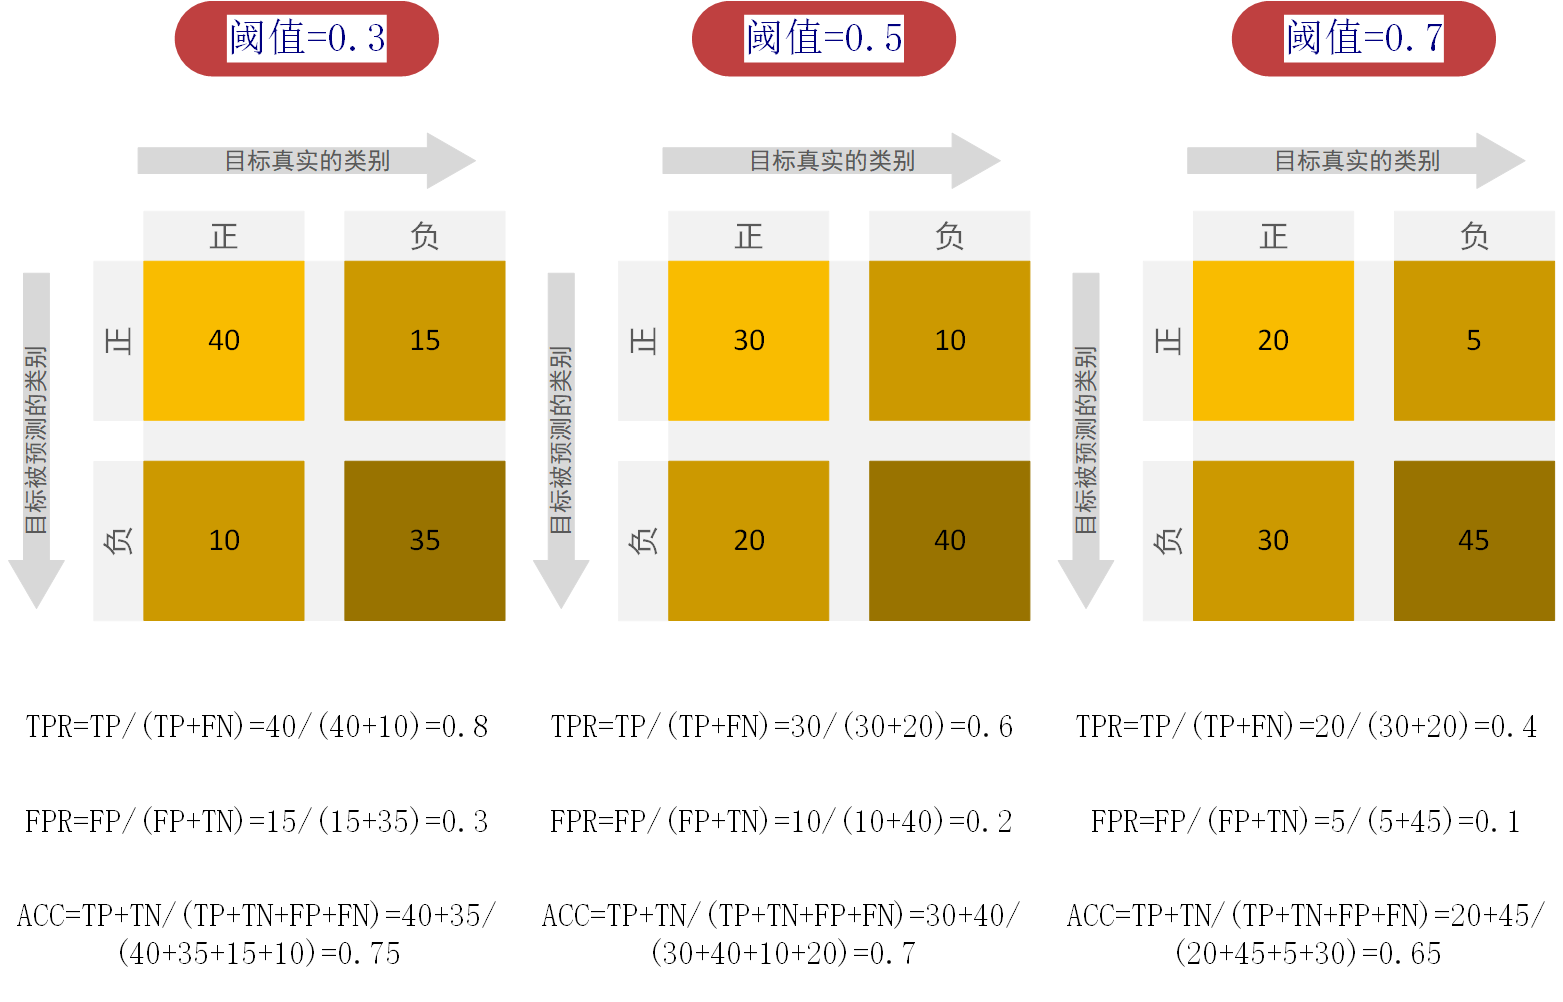 阈值=0.3
阈值=0.5
阈值=0.7
目标真实的类别
目标真实的类别
目标真实的类别
正
负
正
负
正
负
目标被预测的类别
正
40
15
目标被预测的类别
正
30
10
目标被预测的类别
正
20
5
负
10
35
负
20
40
负
30
45
TPR=TP/(TP+FN)=40/(40+10)=0.8
TPR=TP/(TP+FN)=30/(30+20)=0.6
TPR=TP/(TP+FN)=20/(30+20)=0.4
FPR=FP/(FP+TN)=15/(15+35)=0.3
FPR=FP/(FP+TN)=10/(10+40)=0.2
FPR=FP/(FP+TN)=5/(5+45)=0.1
ACC=TP+TN/(TP+TN+FP+FN)=40+35/
(40+35+15+10)=0.75
ACC=TP+TN/(TP+TN+FP+FN)=30+40/
(30+40+10+20)=0.7
ACC=TP+TN/(TP+TN+FP+FN)=20+45/
(20+45+5+30)=0.65